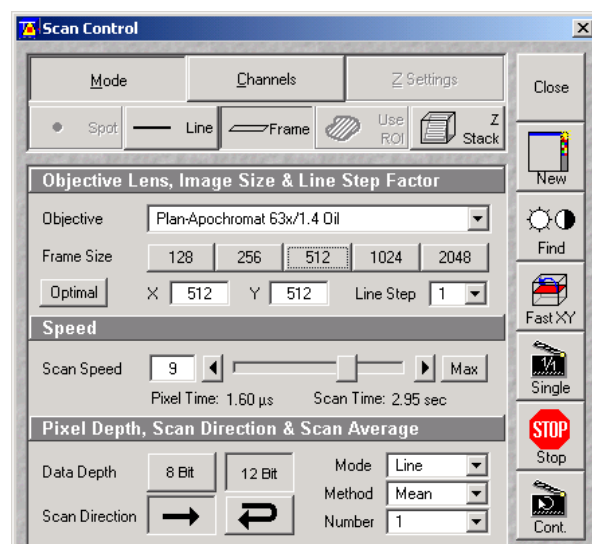 Scan Control
Mode Channels Z Settings Close
Spot Line Frame Use ROI Z Stack
New
Objective Lens, Image Size & Line Step Factor
Objective Plan-Apochromat 63x/1.4 Oil
Find
Frame Size 128 256 512 1024 2048
Optimal X 512 Y 512 Line Step 1
Fast XY
Speed
Scan Speed 9 Max
1/1
Single
Pixel Time: 1.60 µs Scan Time: 2.95 sec
Pixel Depth, Scan Direction & Scan Average
STOP
Stop
Data Depth 8 Bit 12 Bit Mode Line
Method Mean
Scan Direction Number 1
Cont.